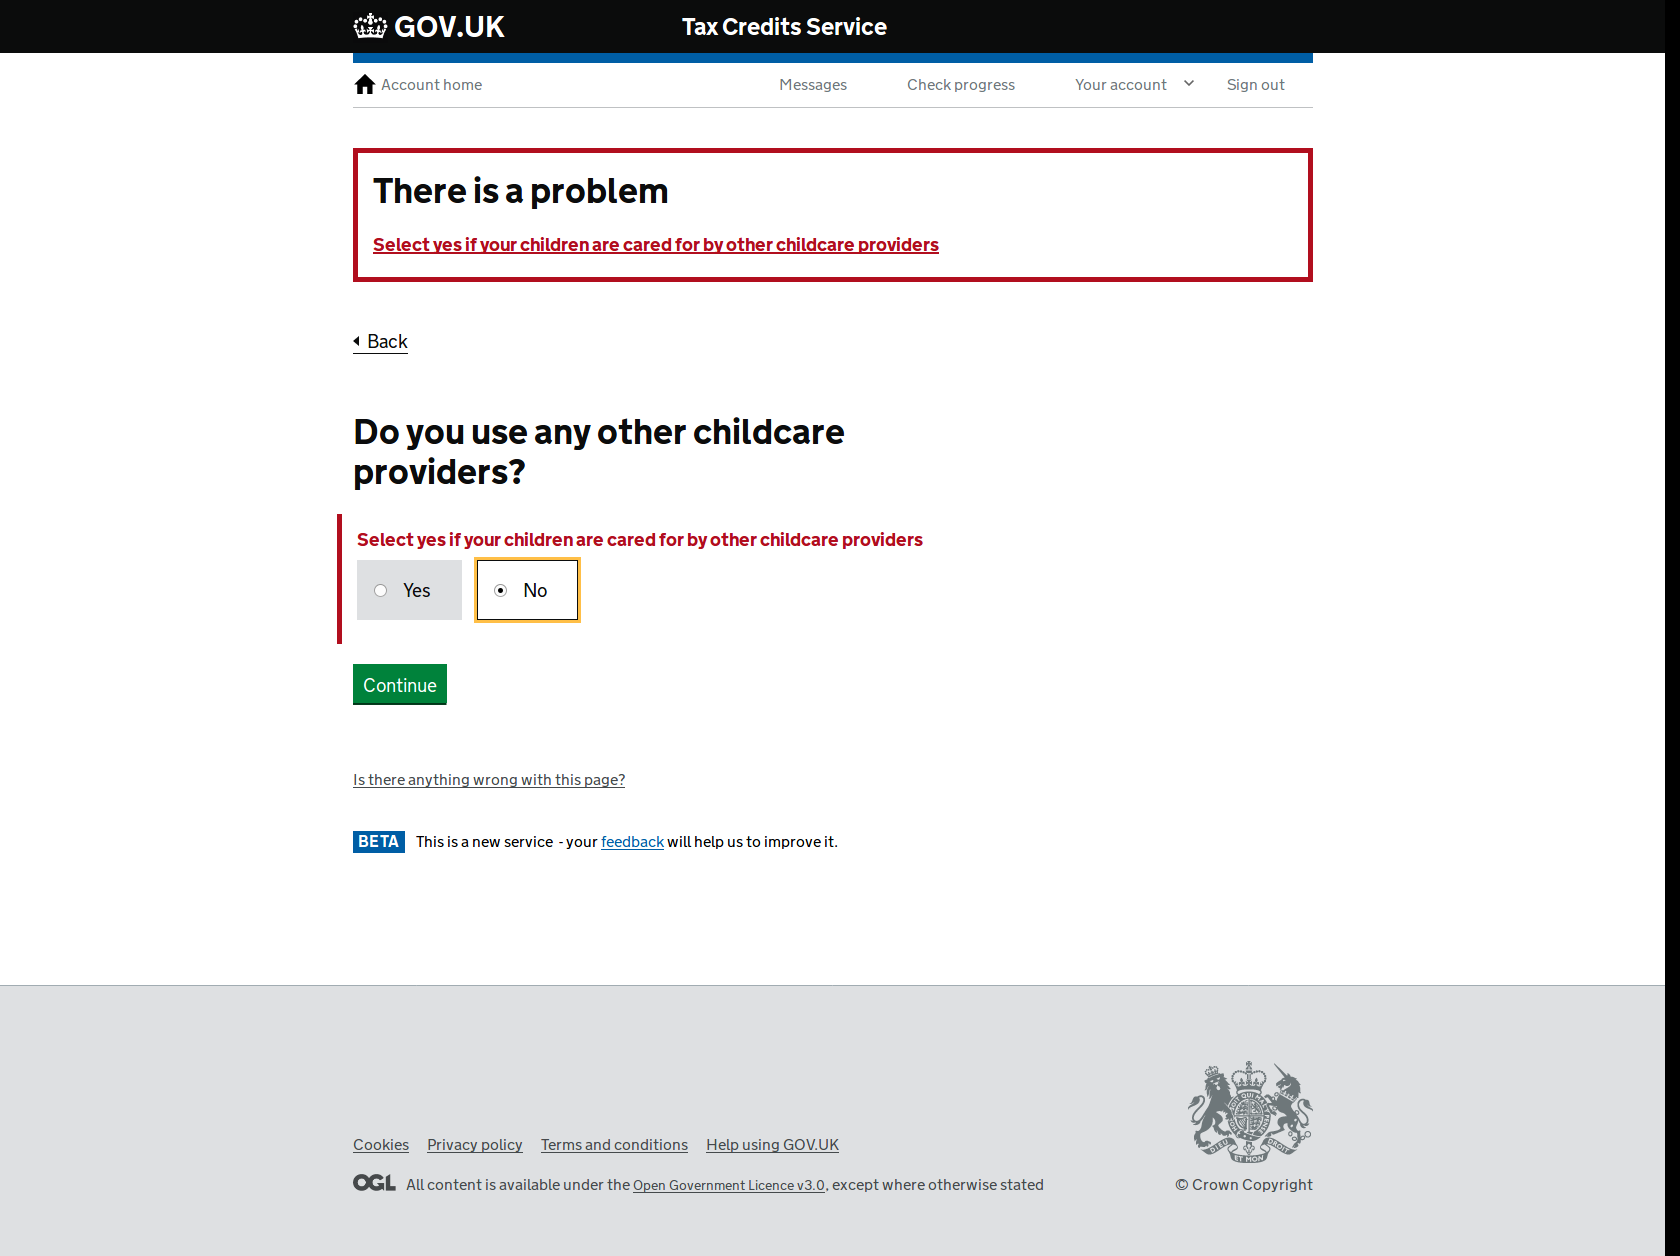 GOV.UK
Tax Credits Service
Account home
Messages
Check progress
Your account
Sign out
There is a problem
Select yes if your children are cared for by other childcare providers
Back
Do you use any other childcare
providers?
Select yes if your children are cared for by other childcare providers
Yes
No
Continue
Is there anything wrong with this page?
BETA This is a new service - your feedback will help us to improve it.
Cookies Privacy policy Terms and conditions Help using GOV.UK
OGL All content is available under the Open Government Licence v3.0, except where otherwise stated
© Crown Copyright